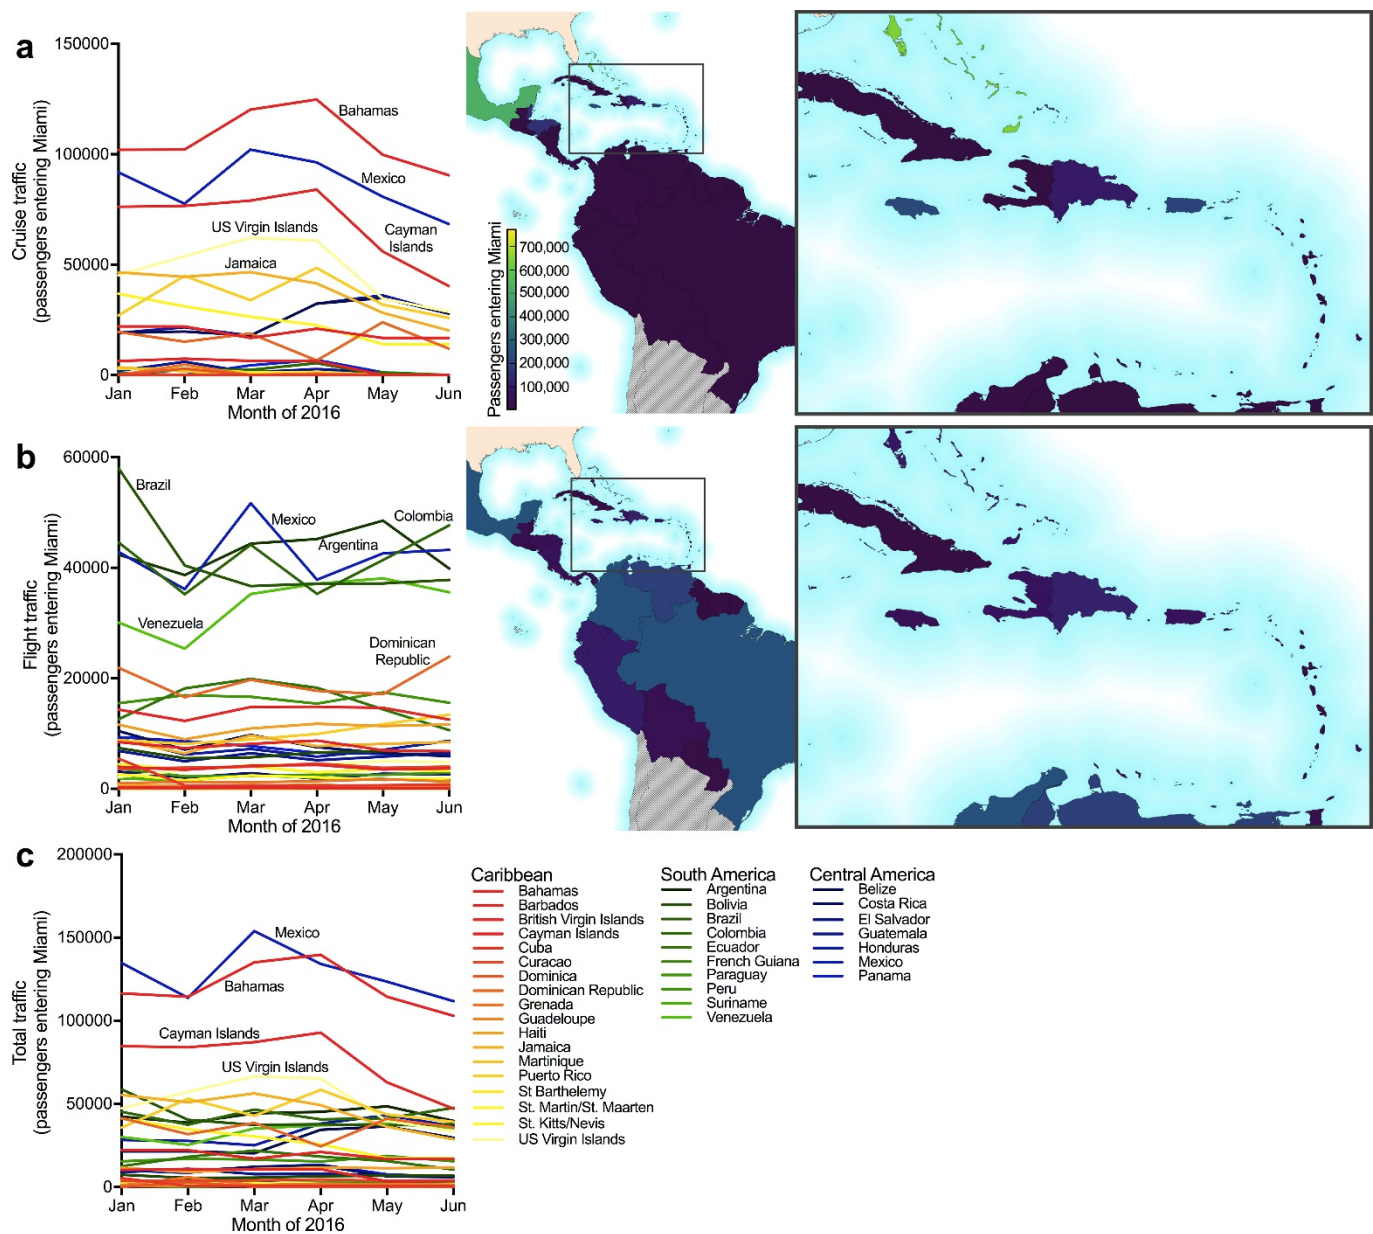 a
150000
100000
50000
0
Cruise traffic
(passengers entering Miami)
Bahamas
Mexico
Cayman
Islands
US Virgin Islands
Jamaica
Jan
Feb
Mar
Apr
May
Jun
Month of 2016
Passengers entering Miami
700,000
600,000
500,000
400,000
300,000
200,000
100,000
b
60000
40000
20000
0
Flight traffic
(passengers entering Miami)
Brazil
Mexico
Colombia
Argentina
Venezuela
Dominican
Republic
Jan
Feb
Mar
Apr
May
Jun
Month of 2016
c
200000
150000
100000
50000
0
Total traffic
(passengers entering Miami)
Mexico
Bahamas
Cayman Islands
US Virgin Islands
Jan
Feb
Mar
Apr
May
Jun
Month of 2016
Caribbean
Bahamas
Barbados
British Virgin Islands
Cayman Islands
Cuba
Curacao
Dominica
Dominican Republic
Grenada
Guadeloupe
Haiti
Jamaica
Martinique
Puerto Rico
St Barthelemy
St. Martin/St. Maarten
St. Kitts/Nevis
US Virgin Islands
South America
Argentina
Bolivia
Brazil
Colombia
Ecuador
French Guiana
Paraguay
Peru
Suriname
Venezuela
Central America
Belize
Costa Rica
El Salvador
Guatemala
Honduras
Mexico
Panama